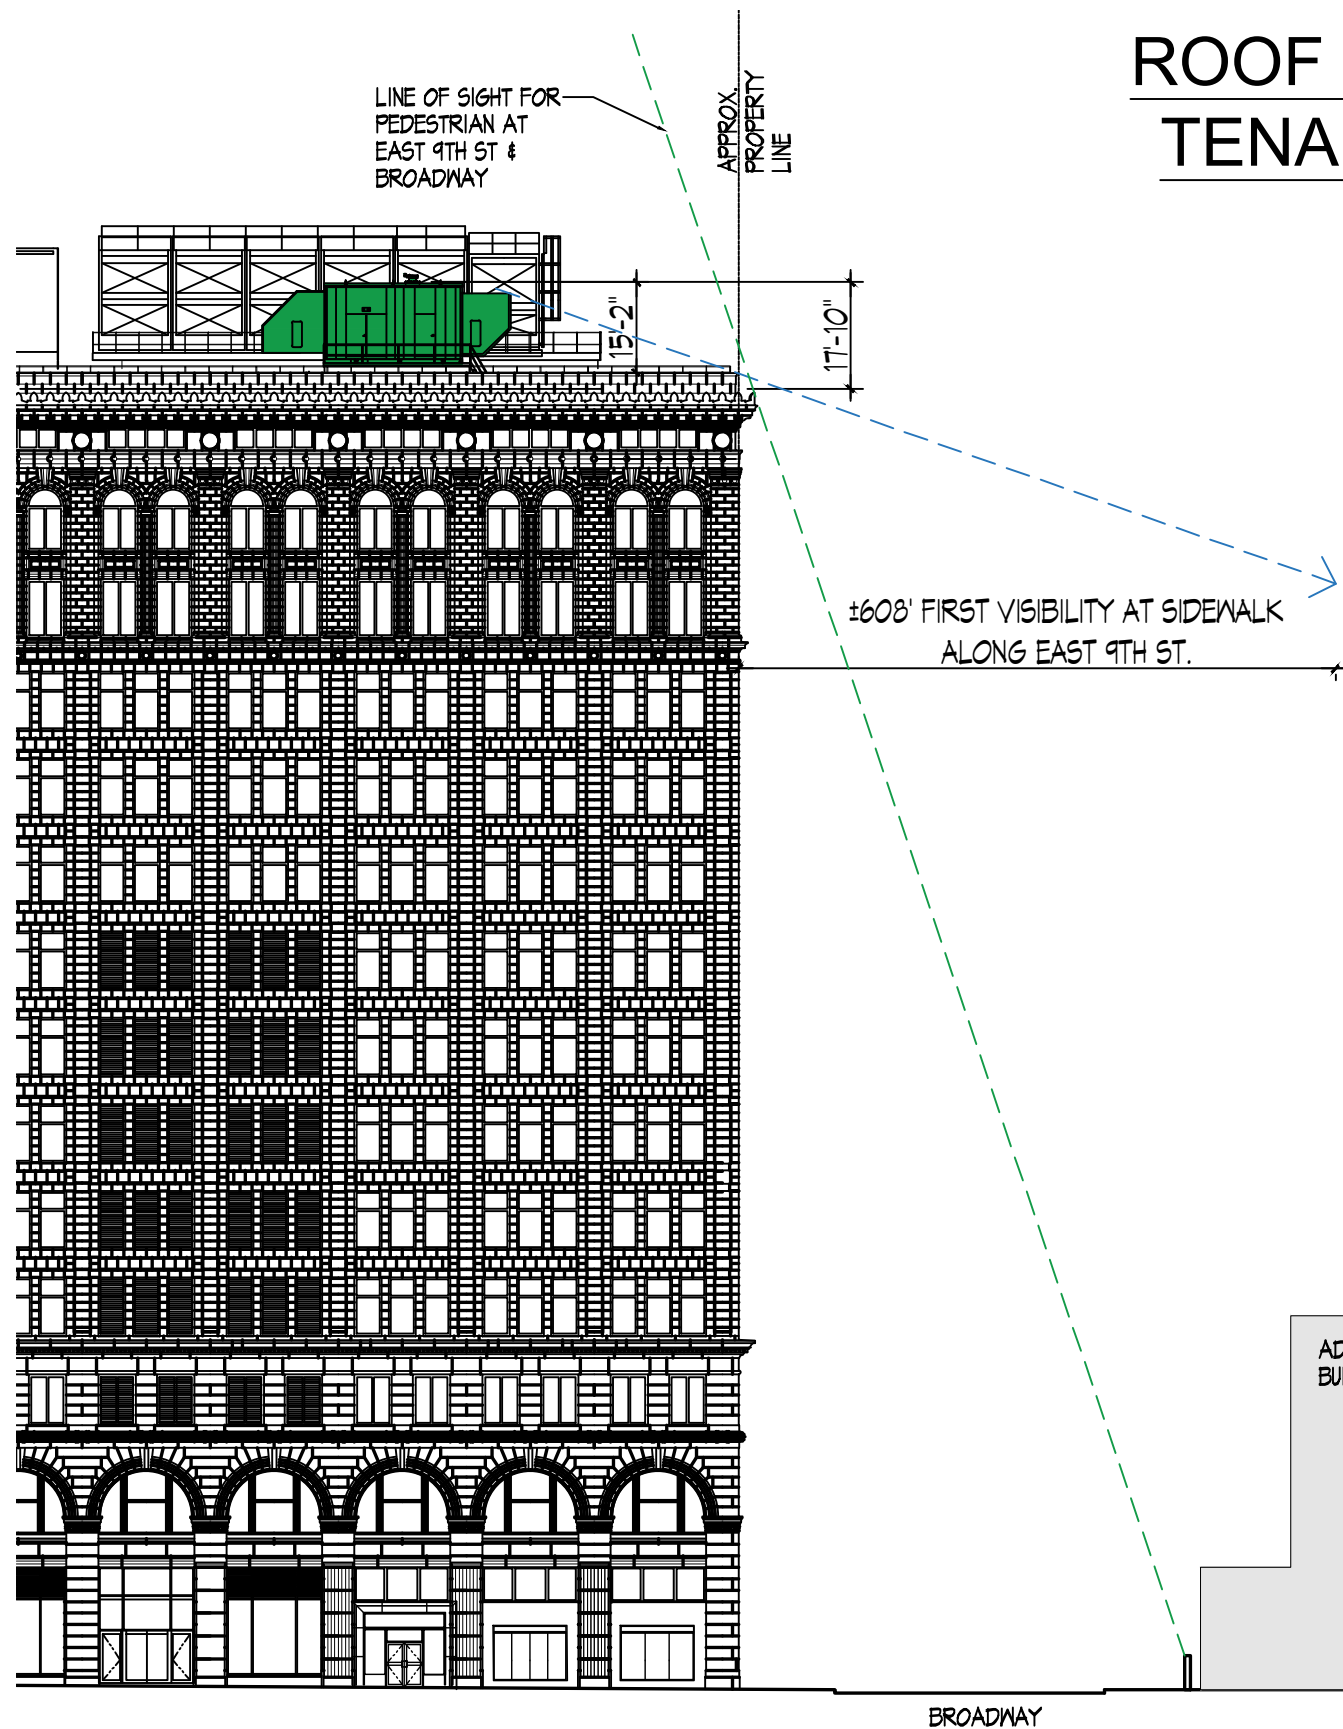 ROOF
TENA
LINE OF SIGHT FOR
PEDESTRIAN AT
EAST 9TH ST &
BROADWAY
APPROX.
PROPERTY
LINE
15'-2"
17'-10"
±608' FIRST VISIBILITY AT SIDEWALK
ALONG EAST 9TH ST.
AD
BUI
BROADWAY